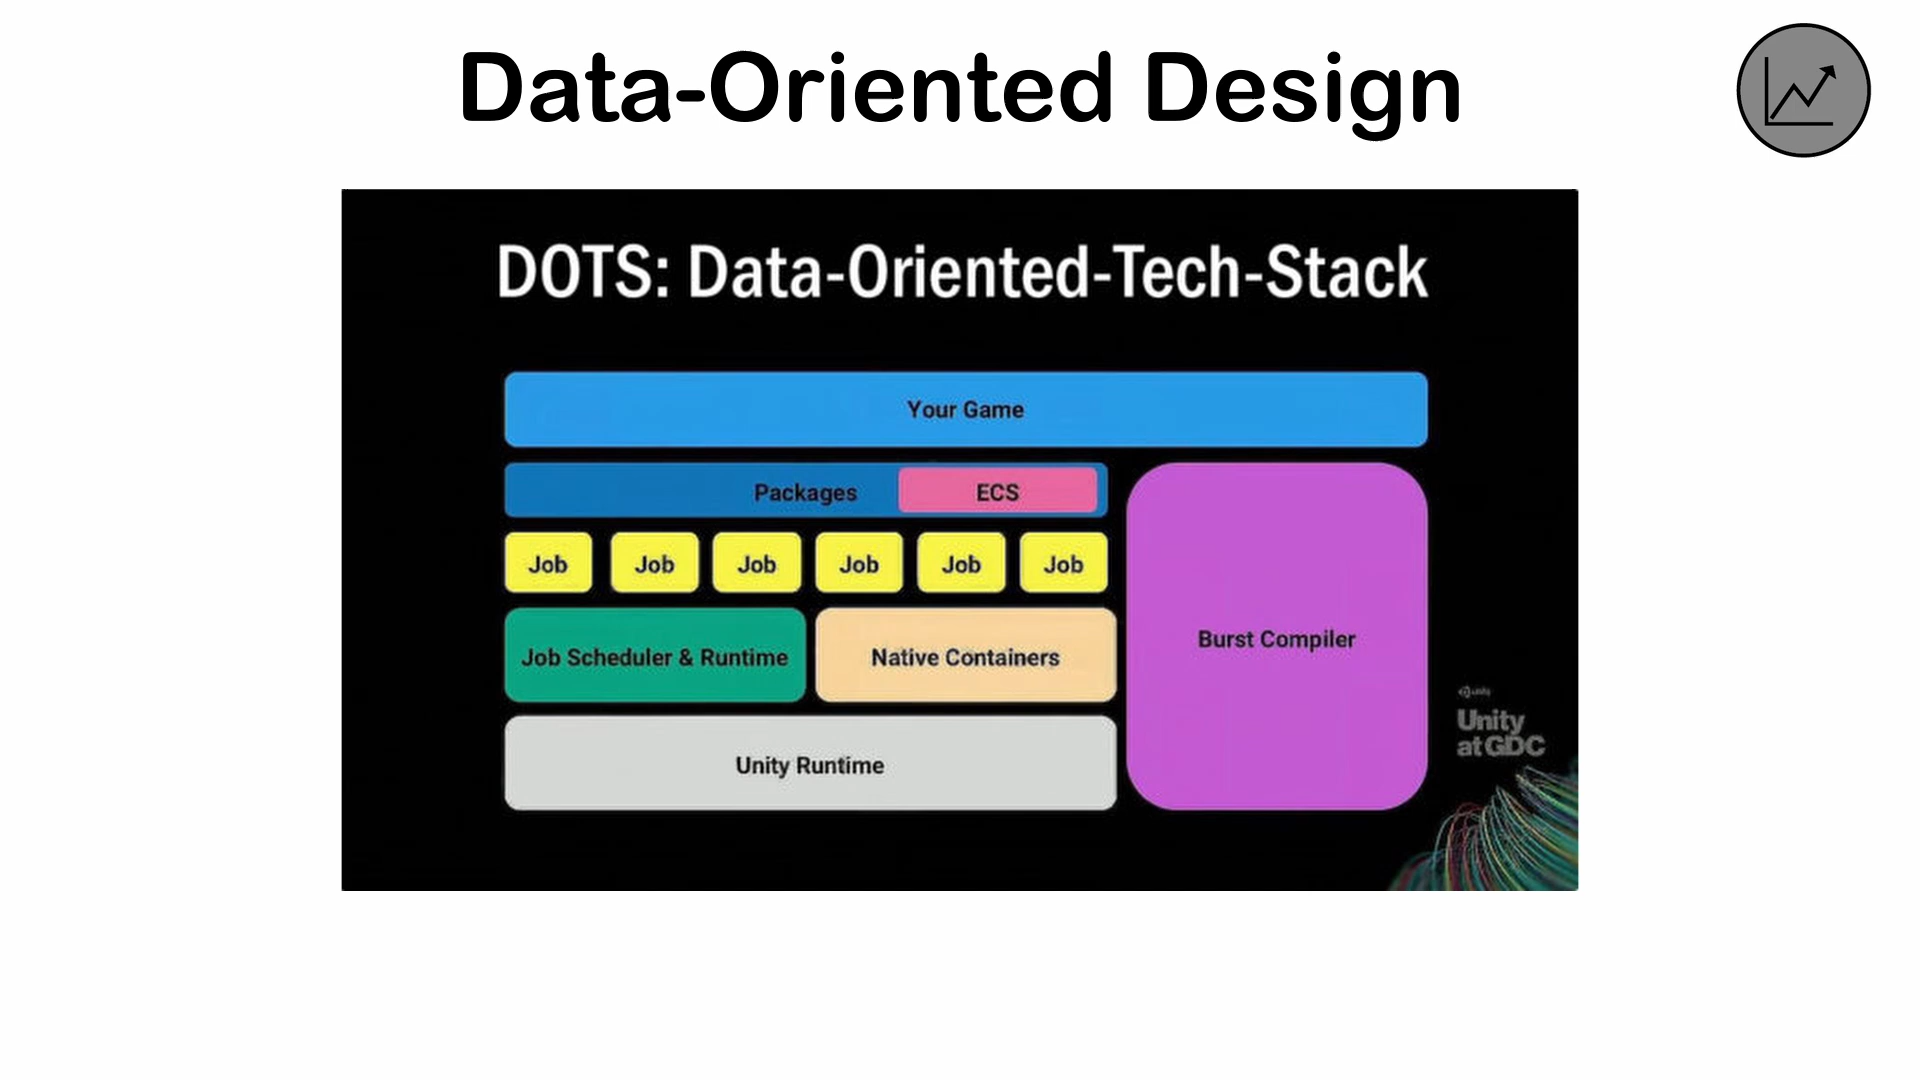 Data-Oriented Design
DOTS: Data-Oriented-Tech-Stack
Your Game
Packages
ECS
Job
Job
Job
Job
Job
Job
Job Scheduler & Runtime
Native Containers
Burst Compiler
Unity Runtime
unity
Unity
at GDC